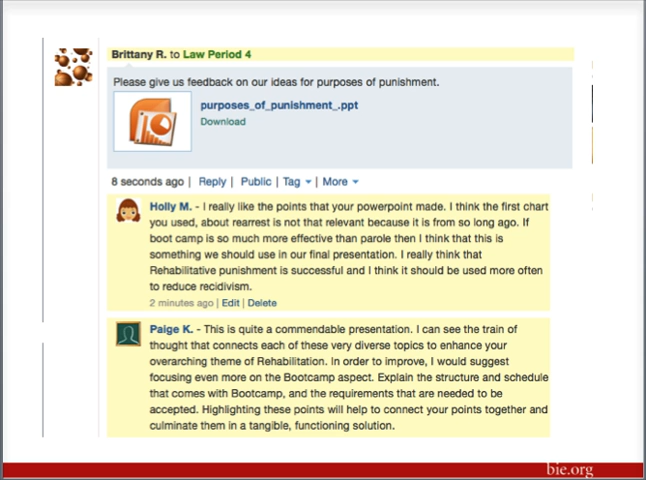 Brittany R. to Law Period 4
Please give us feedback on our ideas for purposes of punishment.
purposes_of_punishment_.ppt
Download
8 seconds ago | Reply | Public | Tag | More
Holly M. - I really like the points that your powerpoint made. I think the first chart
you used, about rearrest is not that relevant because it is from so long ago. If
boot camp is so much more effective than parole then I think that this is
something we should use in our final presentation. I really think that
Rehabilitative punishment is successful and I think it should be used more often
to reduce recidivism.
2 minutes ago | Edit | Delete
Paige K. - This is quite a commendable presentation. I can see the train of
thought that connects each of these very diverse topics to enhance your
overarching theme of Rehabilitation. In order to improve, I would suggest
focusing even more on the Bootcamp aspect. Explain the structure and schedule
that comes with Bootcamp, and the requirements that are needed to be
accepted. Highlighting these points will help to connect your points together and
culminate them in a tangible, functioning solution.
bie.org